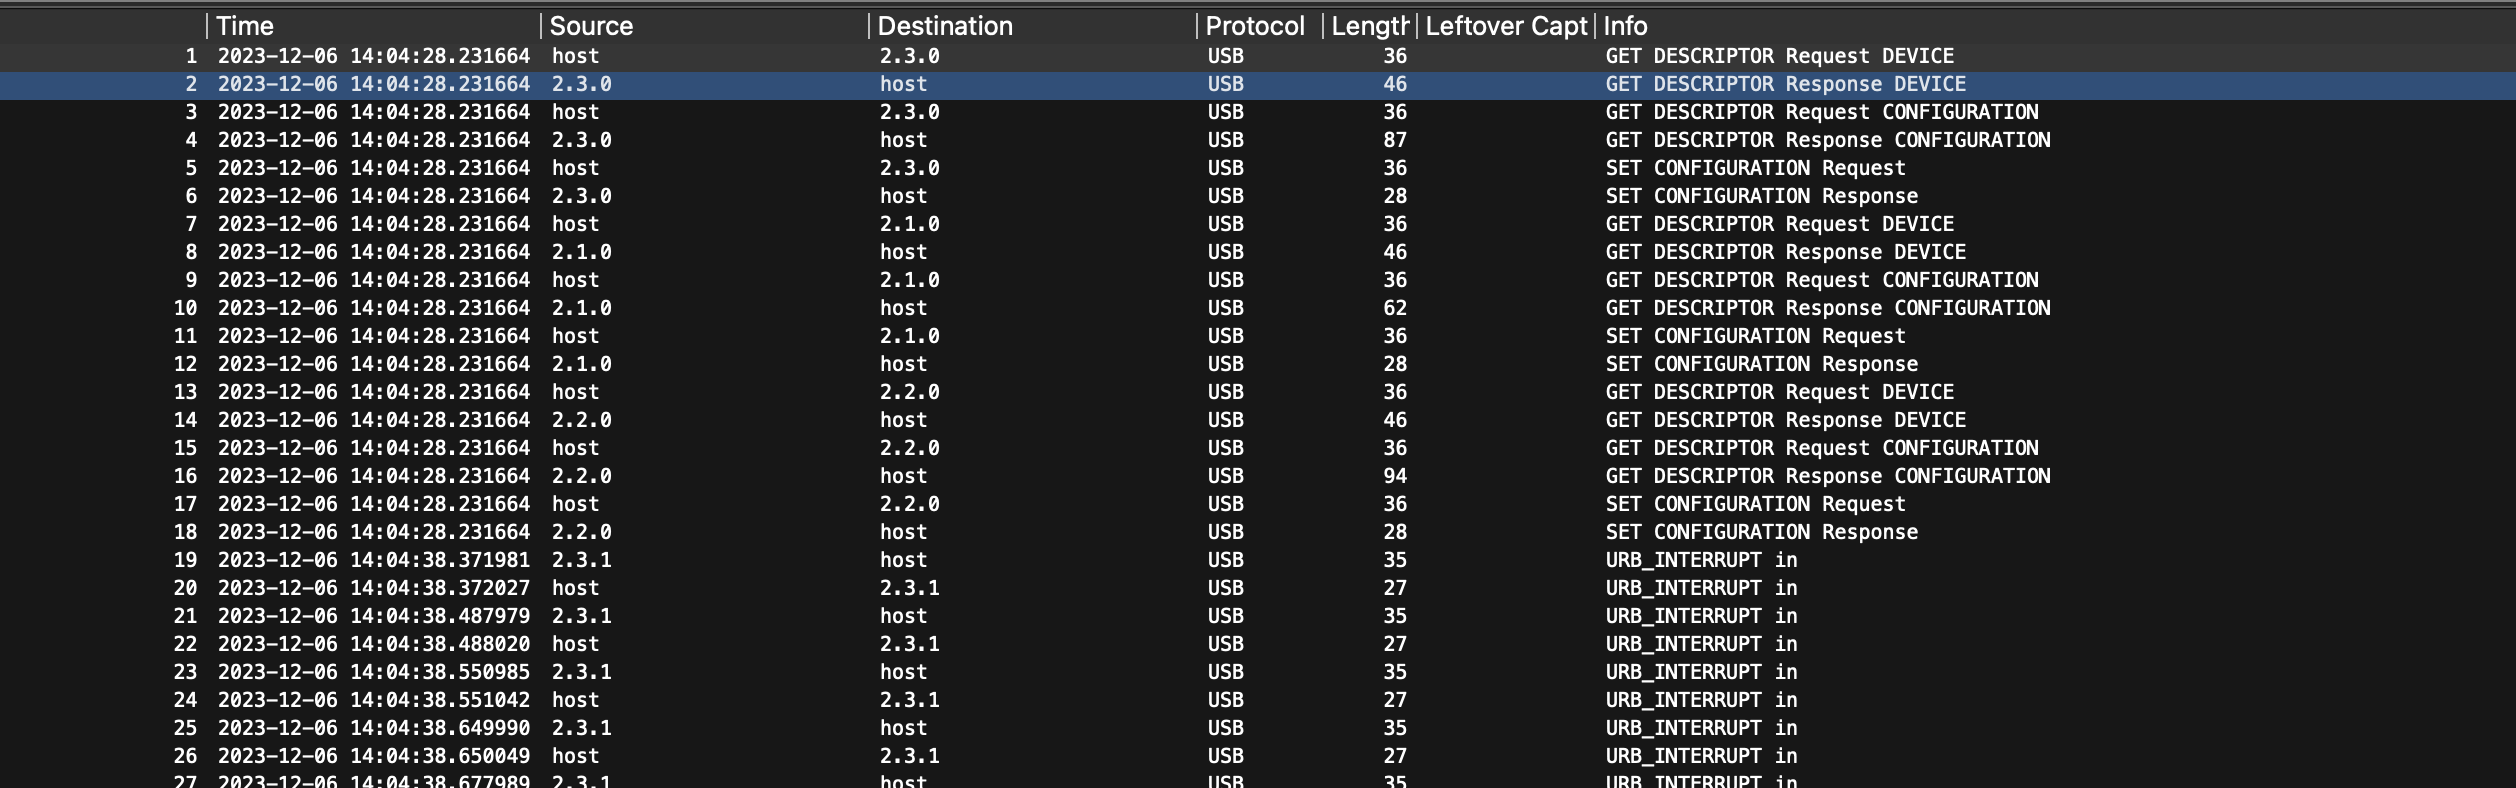 Time Source Destination Protocol Length Leftover Capt Info
1 2023-12-06 14:04:28.231664 host 2.3.0 USB 36 GET DESCRIPTOR Request DEVICE
2 2023-12-06 14:04:28.231664 2.3.0 host USB 46 GET DESCRIPTOR Response DEVICE
3 2023-12-06 14:04:28.231664 host 2.3.0 USB 36 GET DESCRIPTOR Request CONFIGURATION
4 2023-12-06 14:04:28.231664 2.3.0 host USB 87 GET DESCRIPTOR Response CONFIGURATION
5 2023-12-06 14:04:28.231664 host 2.3.0 USB 36 SET CONFIGURATION Request
6 2023-12-06 14:04:28.231664 2.3.0 host USB 28 SET CONFIGURATION Response
7 2023-12-06 14:04:28.231664 host 2.1.0 USB 36 GET DESCRIPTOR Request DEVICE
8 2023-12-06 14:04:28.231664 2.1.0 host USB 46 GET DESCRIPTOR Response DEVICE
9 2023-12-06 14:04:28.231664 host 2.1.0 USB 36 GET DESCRIPTOR Request CONFIGURATION
10 2023-12-06 14:04:28.231664 2.1.0 host USB 62 GET DESCRIPTOR Response CONFIGURATION
11 2023-12-06 14:04:28.231664 host 2.1.0 USB 36 SET CONFIGURATION Request
12 2023-12-06 14:04:28.231664 2.1.0 host USB 28 SET CONFIGURATION Response
13 2023-12-06 14:04:28.231664 host 2.2.0 USB 36 GET DESCRIPTOR Request DEVICE
14 2023-12-06 14:04:28.231664 2.2.0 host USB 46 GET DESCRIPTOR Response DEVICE
15 2023-12-06 14:04:28.231664 host 2.2.0 USB 36 GET DESCRIPTOR Request CONFIGURATION
16 2023-12-06 14:04:28.231664 2.2.0 host USB 94 GET DESCRIPTOR Response CONFIGURATION
17 2023-12-06 14:04:28.231664 host 2.2.0 USB 36 SET CONFIGURATION Request
18 2023-12-06 14:04:28.231664 2.2.0 host USB 28 SET CONFIGURATION Response
19 2023-12-06 14:04:38.371981 2.3.1 host USB 35 URB_INTERRUPT in
20 2023-12-06 14:04:38.372027 host 2.3.1 USB 27 URB_INTERRUPT in
21 2023-12-06 14:04:38.487979 2.3.1 host USB 35 URB_INTERRUPT in
22 2023-12-06 14:04:38.488020 host 2.3.1 USB 27 URB_INTERRUPT in
23 2023-12-06 14:04:38.550985 2.3.1 host USB 35 URB_INTERRUPT in
24 2023-12-06 14:04:38.551042 host 2.3.1 USB 27 URB_INTERRUPT in
25 2023-12-06 14:04:38.649990 2.3.1 host USB 35 URB_INTERRUPT in
26 2023-12-06 14:04:38.650049 host 2.3.1 USB 27 URB_INTERRUPT in
27 2023-12-06 14:04:38.677989 2.3.1 host USB 35 URB_INTERRUPT in